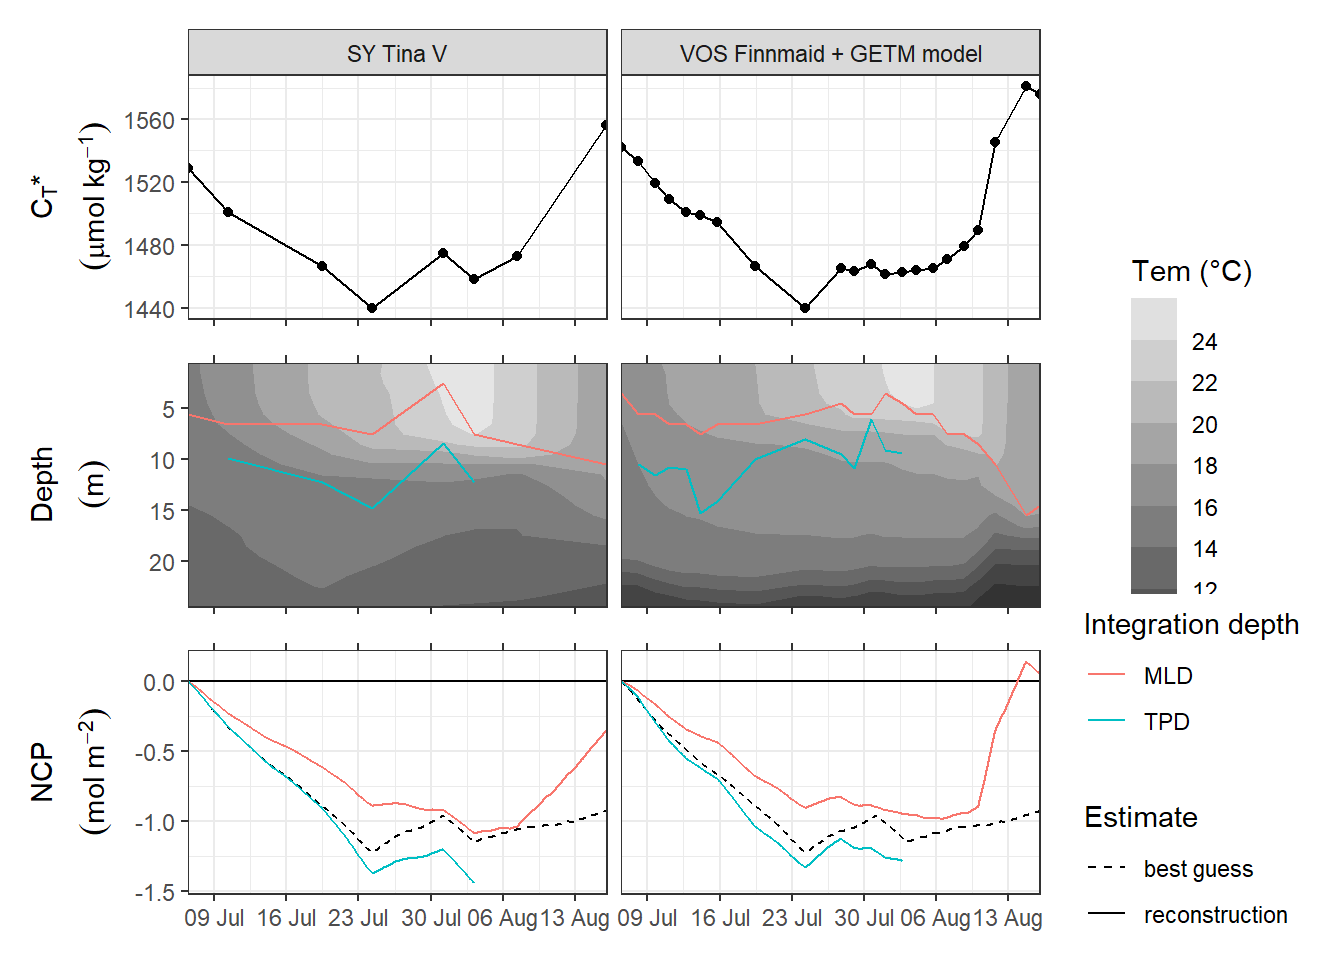 SY Tina V
VOS Finnmaid + GETM model
C_T*
(μmol kg⁻¹)
1560
1520
1480
1440
Depth
(m)
5
10
15
20
NCP
(mol m⁻²)
0.0
-0.5
-1.0
-1.5
09 Jul 16 Jul 23 Jul 30 Jul 06 Aug 13 Aug
09 Jul 16 Jul 23 Jul 30 Jul 06 Aug 13 Aug
Tem (°C)
24
22
20
18
16
14
12
Integration depth
MLD
TPD
Estimate
best guess
reconstruction